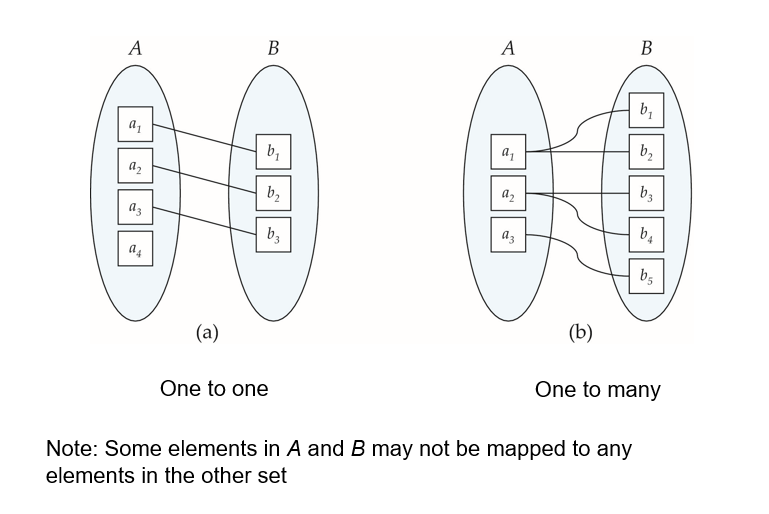 A B A B
a1 b1
a2 b2
a3 b3
a4
b1
a1 b2
a2 b3
a3 b4
b5
(a) (b)
One to one One to many
Note: Some elements in A and B may not be mapped to any
elements in the other set